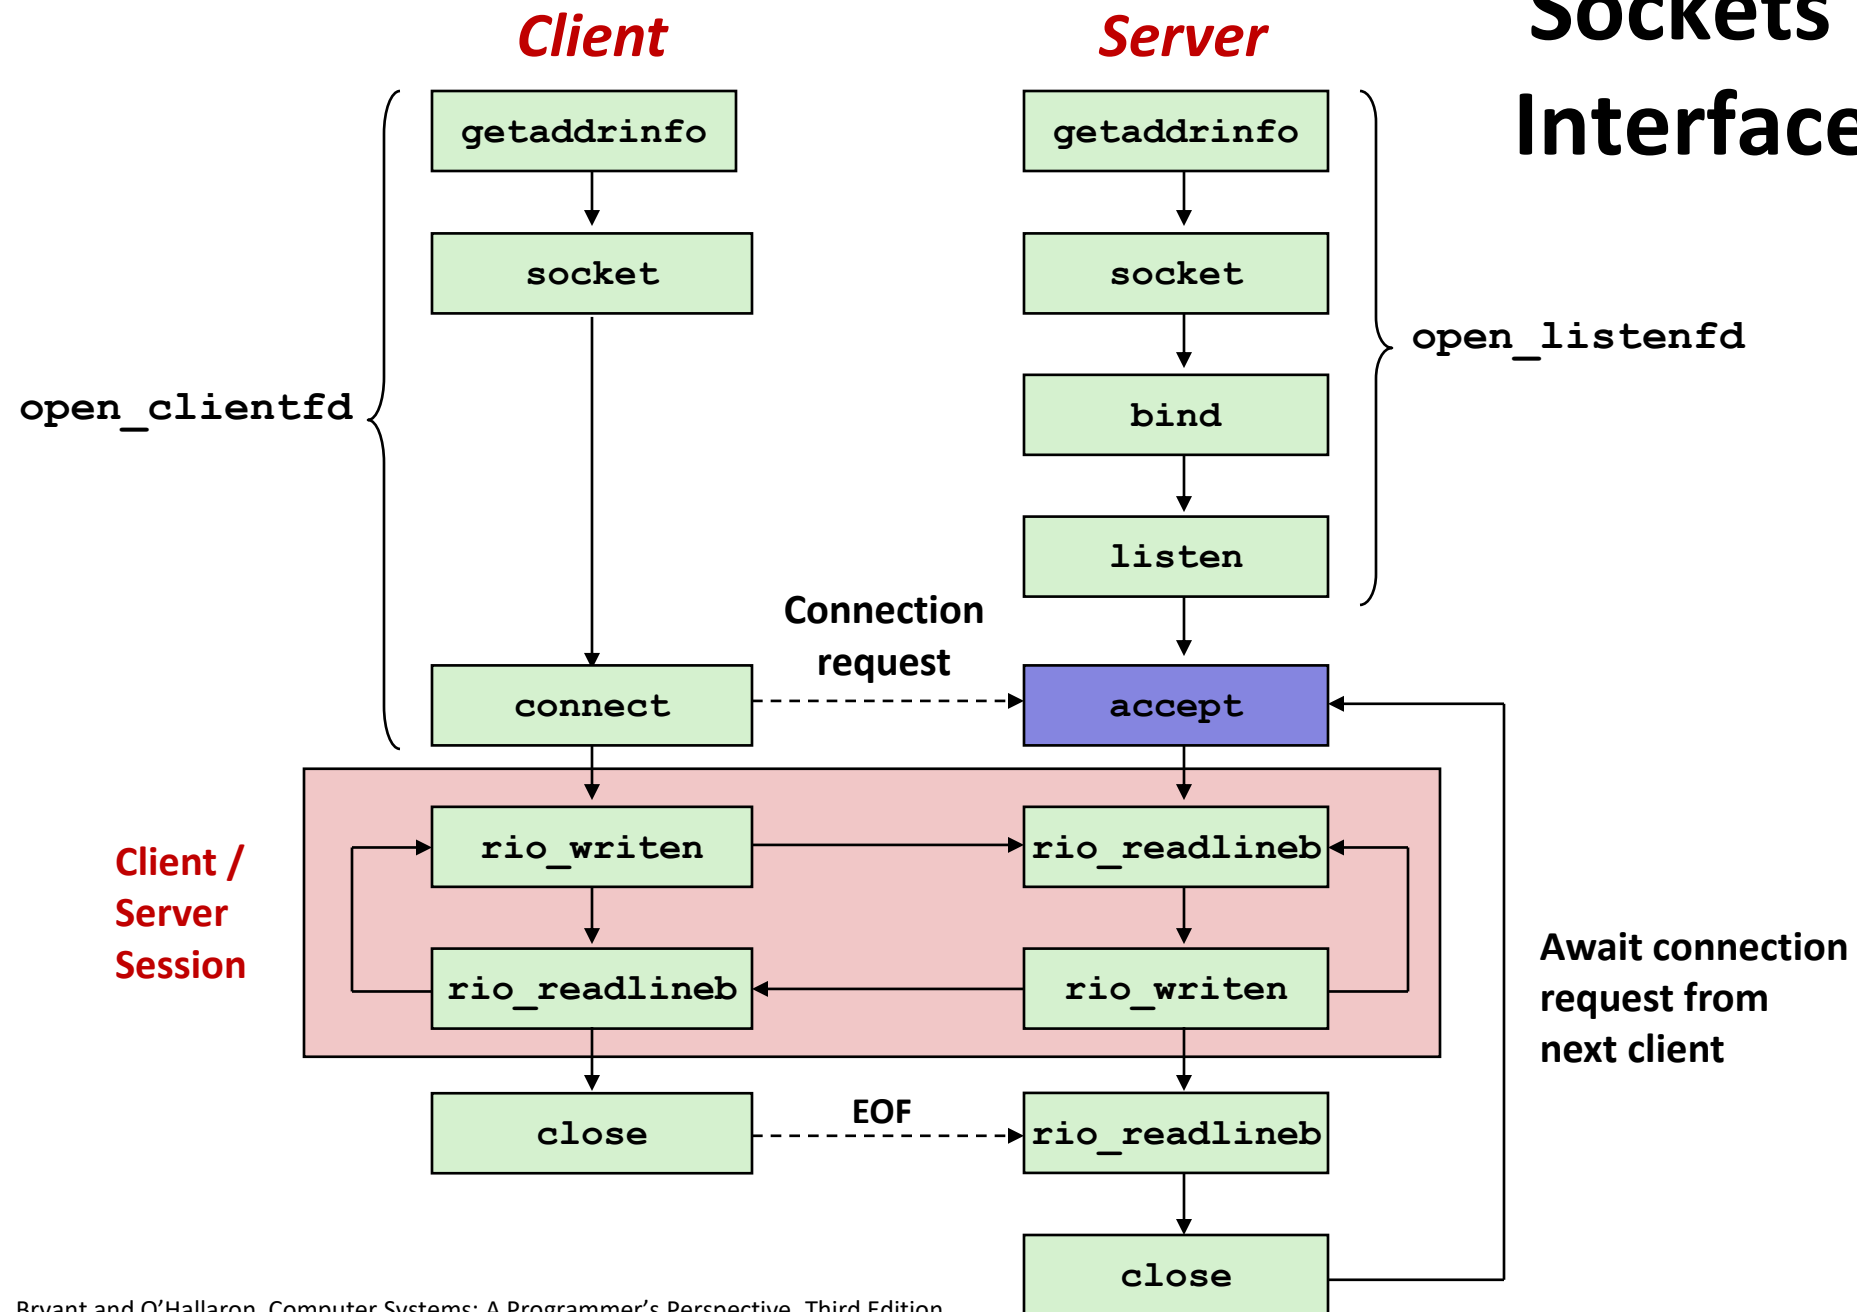 Client
Server
Sockets
Interface
getaddrinfo
getaddrinfo
socket
socket
open_listenfd
open_clientfd
bind
listen
Connection
request
connect
accept
Client /
Server
Session
rio_writen
rio_readlineb
rio_readlineb
rio_writen
Await connection
request from
next client
close
EOF
rio_readlineb
close
Bryant and O'Hallaron, Computer Systems: A Programmer's Perspective, Third Edition